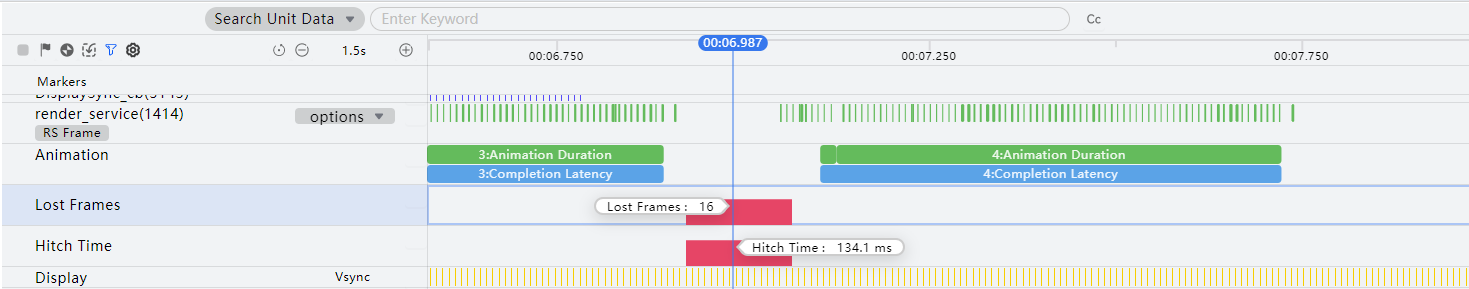 Search Unit Data
Enter Keyword
Cc
00:06.987
1.5s
00:06.750
00:07.250
00:07.750
Markers
DisplaySync_cb(3143)
render_service(1414)
options
RS Frame
Animation
3:Animation Duration
4:Animation Duration
3:Completion Latency
4:Completion Latency
Lost Frames
Lost Frames : 16
Hitch Time
Hitch Time : 134.1 ms
Display
Vsync